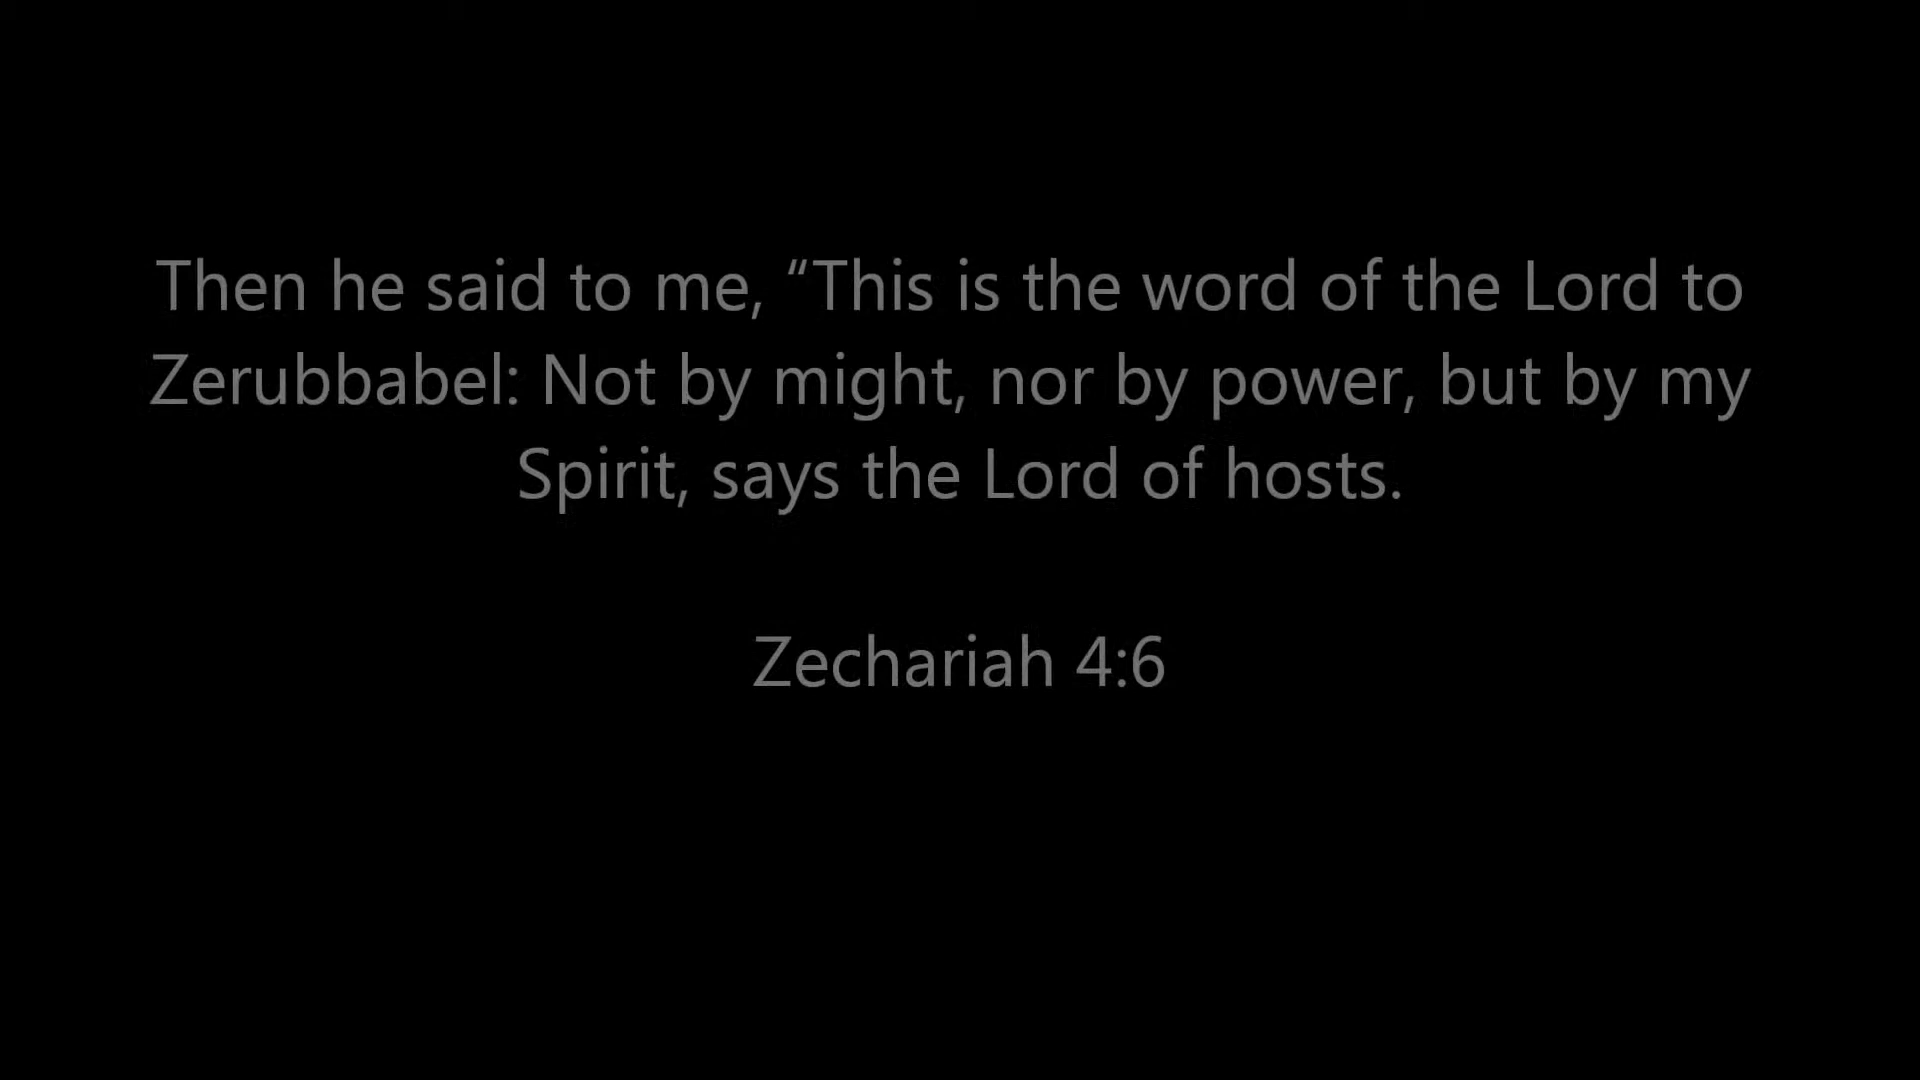 Then he said to me, “This is the word of the Lord to
Zerubbabel: Not by might, nor by power, but by my
Spirit, says the Lord of hosts.
Zechariah 4:6